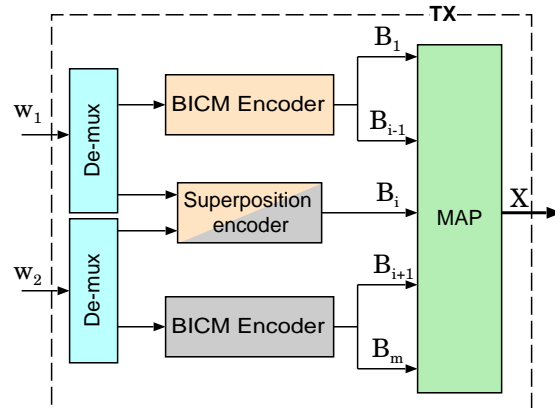 TX
w1
De-mux
BICM Encoder
B1
Bi-1
Superposition
encoder
Bi
MAP
X
w2
De-mux
BICM Encoder
Bi+1
Bm